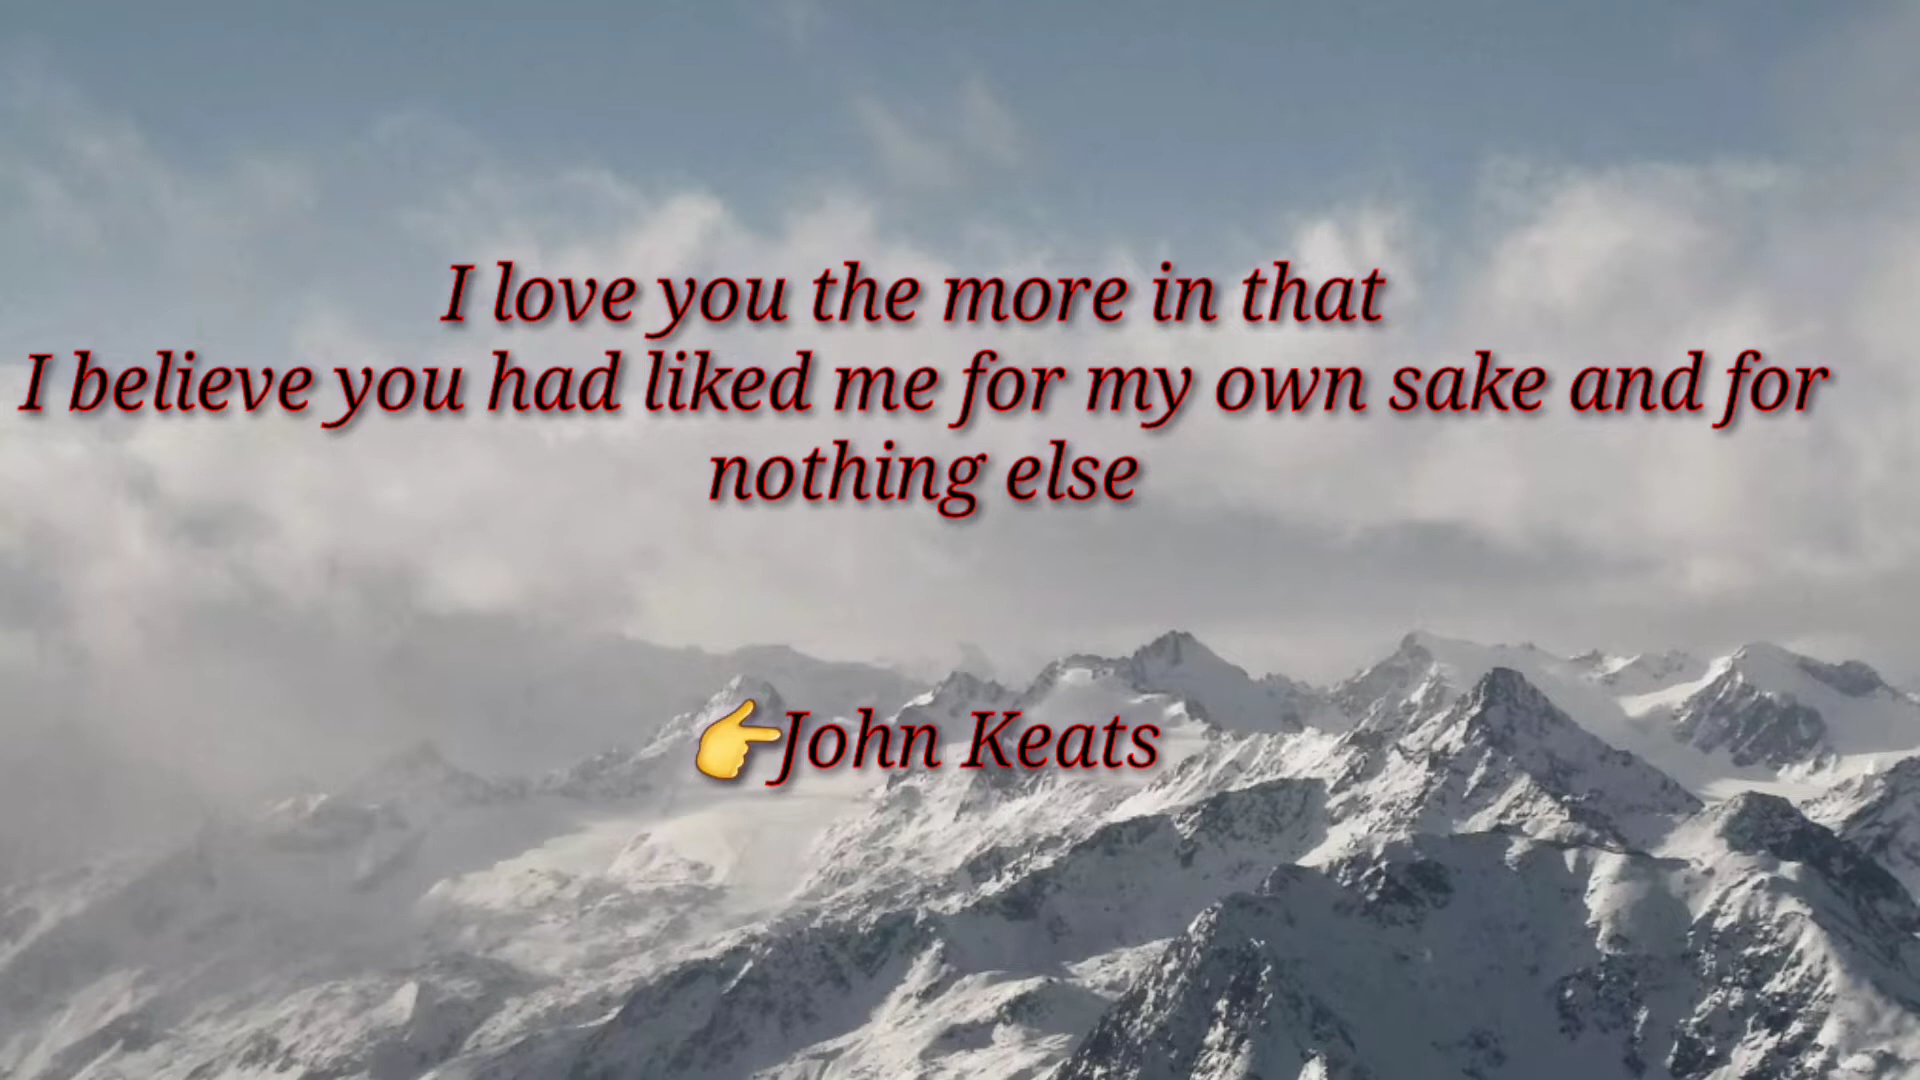 I love you the more in that
I believe you had liked me for my own sake and for
nothing else
👉John Keats